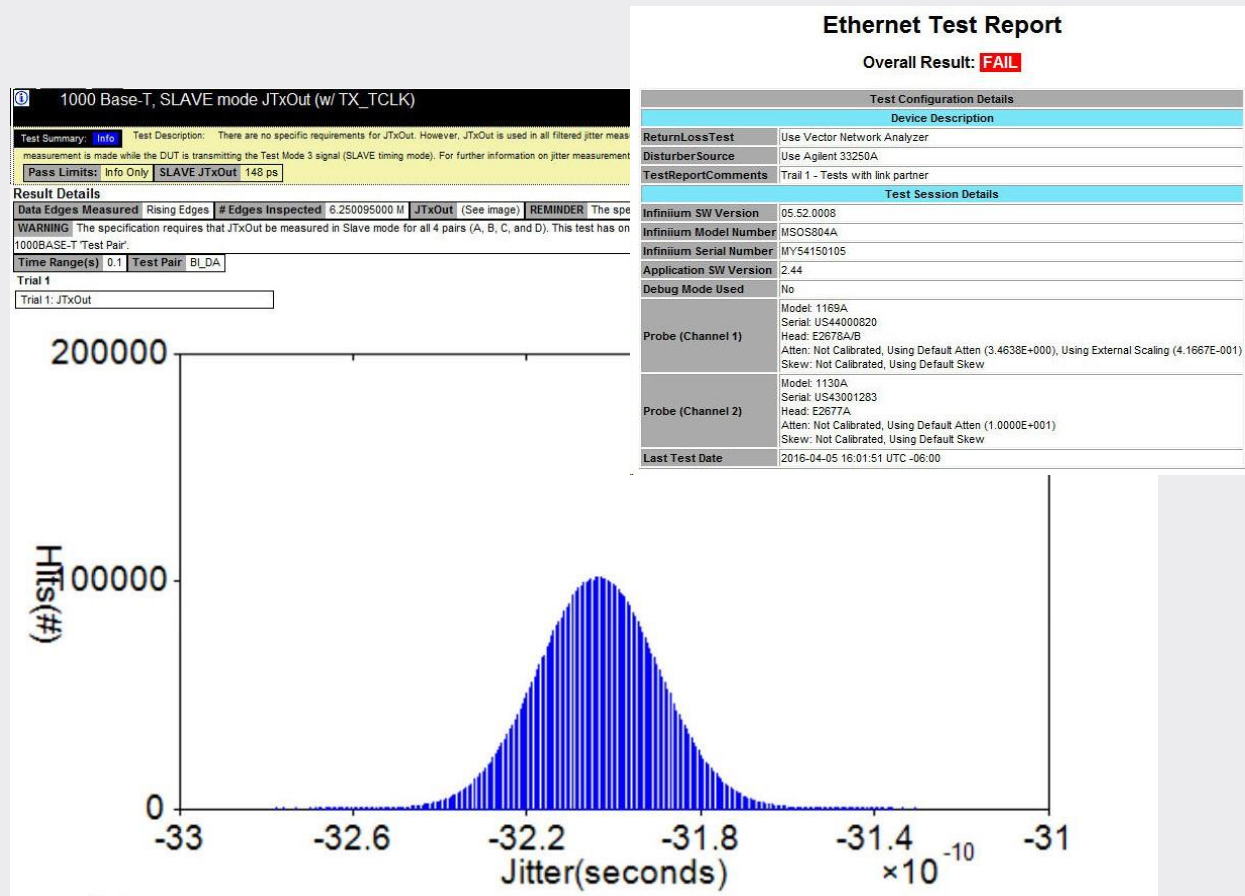 Ethernet Test Report
Overall Result: FAIL
1000 Base-T, SLAVE mode JTxOut (w/ TX_TCLK)
Test Summary: Info Test Description: There are no specific requirements for JTxOut. However, JTxOut is used in all filtered jitter meas
measurement is made while the DUT is transmitting the Test Mode 3 signal (SLAVE timing mode). For further information on jitter measurement
Pass Limits: Info Only SLAVE JTxOut 148 ps
Result Details
Data Edges Measured Rising Edges # Edges Inspected 6.250095000 M JTxOut (See image) REMINDER The spe
WARNING The specification requires that JTxOut be measured in Slave mode for all 4 pairs (A, B, C, and D). This test has on
1000BASE-T 'Test Pair'.
Time Range(s) 0.1 Test Pair BI_DA
Trial 1
Trial 1: JTxOut
Test Configuration Details
Device Description
ReturnLossTest Use Vector Network Analyzer
DisturberSource Use Agilent 33250A
TestReportComments Trail 1 - Tests with link partner
Test Session Details
Infiniium SW Version 05.52.0008
Infiniium Model Number MSOS804A
Infiniium Serial Number MY54150105
Application SW Version 2.44
Debug Mode Used No
Probe (Channel 1)
Model: 1169A
Serial: US44000820
Head: E2678A/B
Atten: Not Calibrated, Using Default Atten (3.4638E+000), Using External Scaling (4.1667E-001)
Skew: Not Calibrated, Using Default Skew
Probe (Channel 2)
Model: 1130A
Serial: US43001283
Head: E2677A
Atten: Not Calibrated, Using Default Atten (1.0000E+001)
Skew: Not Calibrated, Using Default Skew
Last Test Date 2016-04-05 16:01:51 UTC -06:00
200000
100000
0
Hits(#)
-33 -32.6 -32.2 -31.8 -31.4 -31
Jitter(seconds)
×10 -10